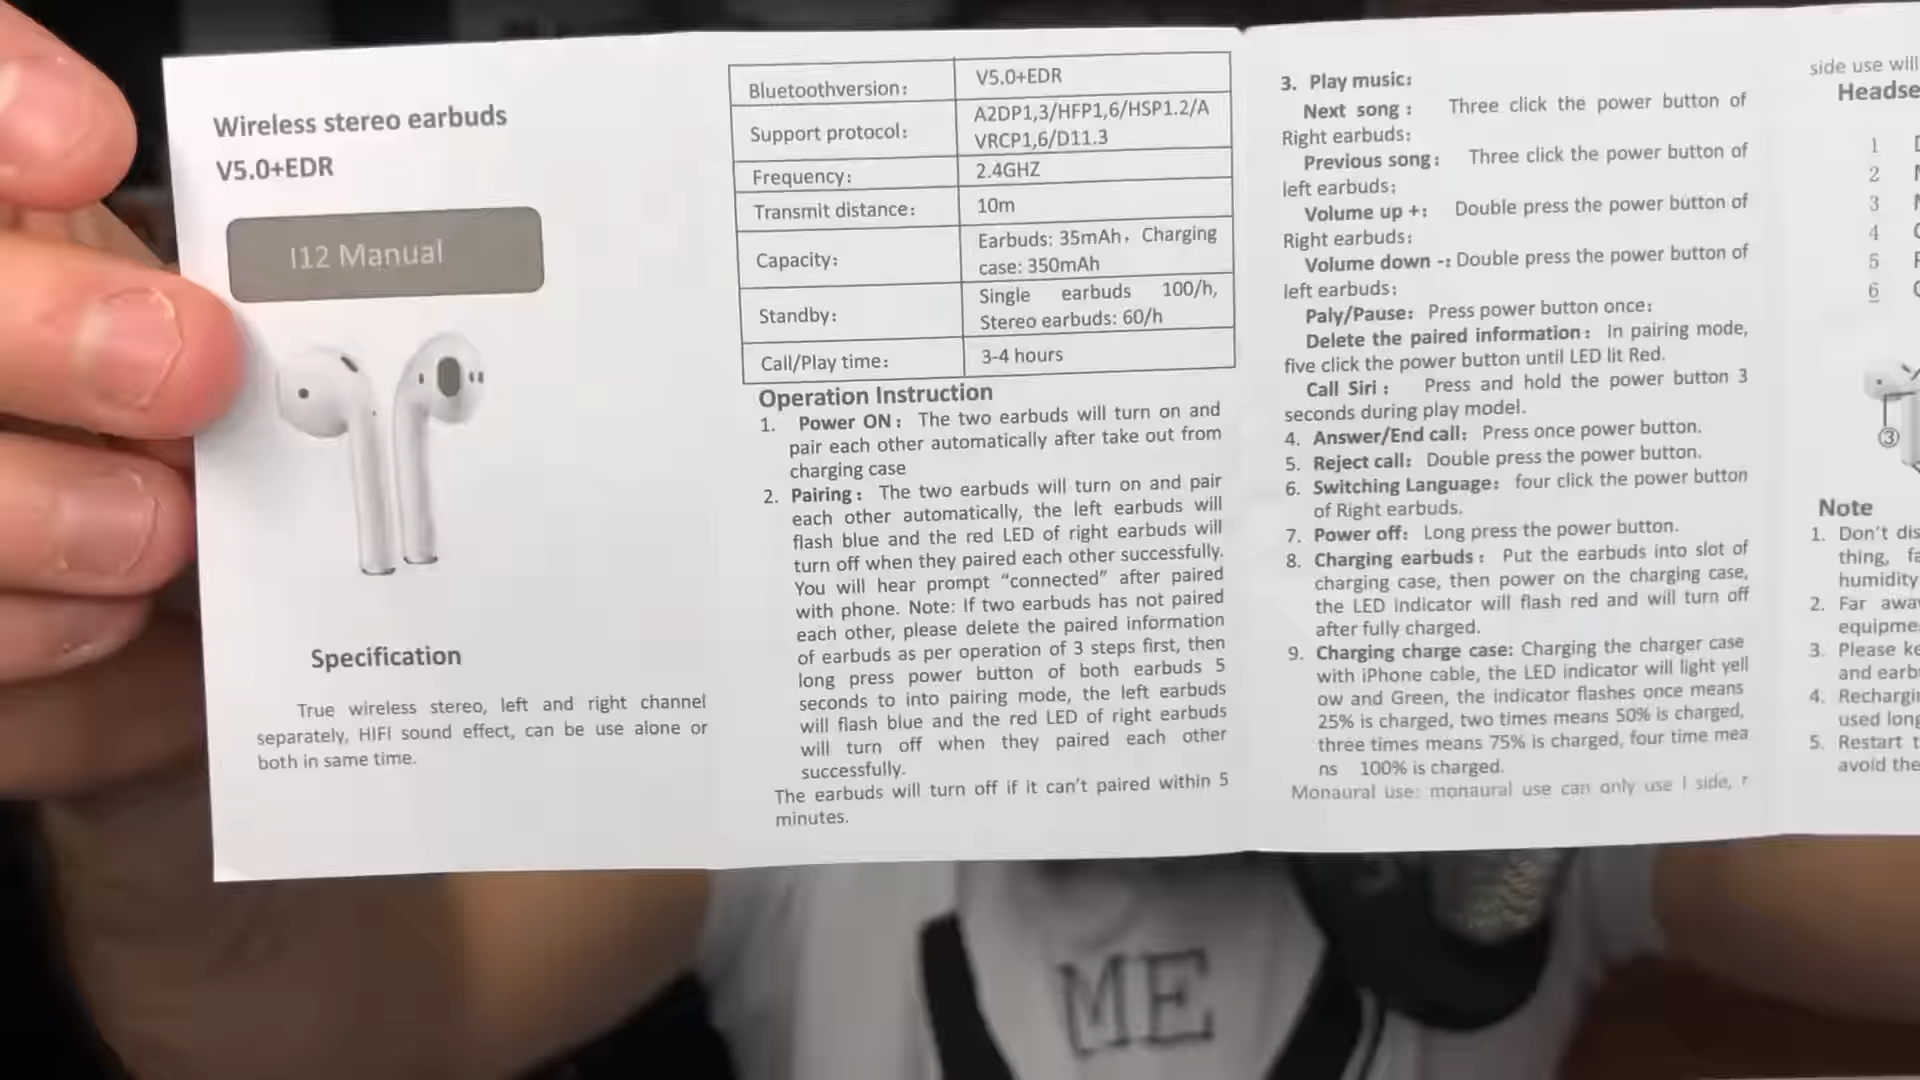 Wireless stereo earbuds
V5.0+EDR
I12 Manual
Specification
True wireless stereo, left and right channel
separately, HIFI sound effect, can be use alone or
both in same time.
Bluetoothversion: V5.0+EDR
Support protocol: A2DP1,3/HFP1,6/HSP1.2/A
VRCP1,6/D11.3
Frequency: 2.4GHZ
Transmit distance: 10m
Capacity: Earbuds: 35mAh, Charging
case: 350mAh
Standby: Single earbuds 100/h,
Stereo earbuds: 60/h
Call/Play time: 3-4 hours
Operation Instruction
1. Power ON: The two earbuds will turn on and
pair each other automatically after take out from
charging case
2. Pairing: The two earbuds will turn on and pair
each other automatically, the left earbuds will
flash blue and the red LED of right earbuds will
turn off when they paired each other successfully.
You will hear prompt “connected” after paired
with phone. Note: If two earbuds has not paired
each other, please delete the paired information
of earbuds as per operation of 3 steps first, then
long press power button of both earbuds 5
seconds to into pairing mode, the left earbuds
will flash blue and the red LED of right earbuds
will turn off when they paired each other
successfully.
The earbuds will turn off if it can't paired within 5
minutes.
3. Play music:
Next song: Three click the power button of
Right earbuds:
Previous song: Three click the power button of
left earbuds:
Volume up +: Double press the power button of
Right earbuds:
Volume down -: Double press the power button of
left earbuds:
Paly/Pause: Press power button once:
Delete the paired information: In pairing mode,
five click the power button until LED lit Red.
Call Siri: Press and hold the power button 3
seconds during play model.
4. Answer/End call: Press once power button.
5. Reject call: Double press the power button.
6. Switching Language: four click the power button
of Right earbuds.
7. Power off: Long press the power button.
8. Charging earbuds: Put the earbuds into slot of
charging case, then power on the charging case,
the LED indicator will flash red and will turn off
after fully charged.
9. Charging charge case: Charging the charger case
with iPhone cable, the LED indicator will light yell
ow and Green, the indicator flashes once means
25% is charged, two times means 50% is charged,
three times means 75% is charged, four time mea
ns 100% is charged.
Monaural use: monaural use can only use l side, r
side use will
Headse
1
2
3
4
5
6
③
Note
1. Don't dis
thing, fa
humidity
2. Far away
equipme
3. Please ke
and earb
4. Rechargin
used long
5. Restart t
avoid the
ME